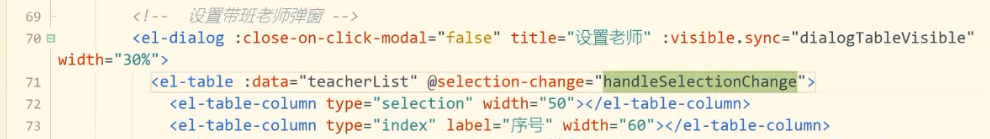 69 <!-- 设置带班老师弹窗 -->
70 <el-dialog :close-on-click-modal="false" title="设置老师" :visible.sync="dialogTableVisible"
width="30%">
71 <el-table :data="teacherList" @selection-change="handleSelectionChange">
72 <el-table-column type="selection" width="50"></el-table-column>
73 <el-table-column type="index" label="序号" width="60"></el-table-column>